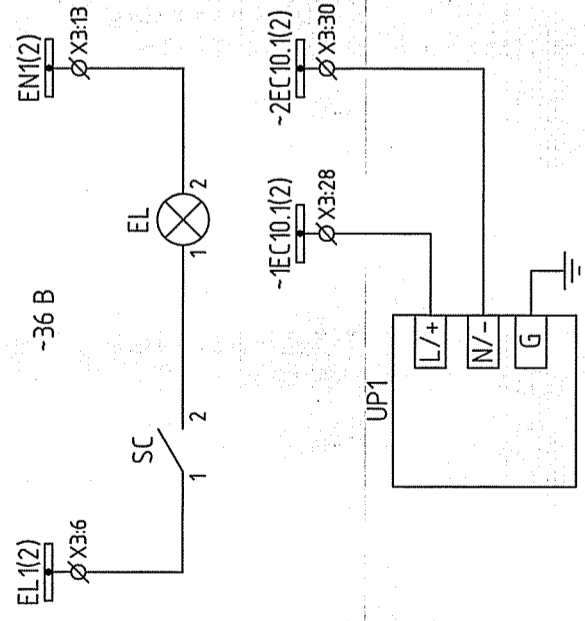 EL1(2)
X3:6
SC
1
2
~36 В
EL
1
2
EN1(2)
X3:13
UP1
L/+
N/-
G
~1EC10.1(2)
X3:28
~2EC10.1(2)
X3:30